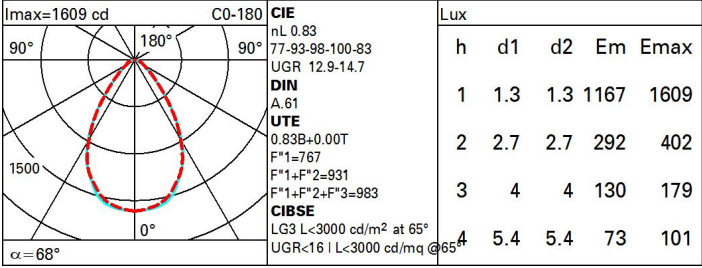 Imax=1609 cd C0-180
90° 180° 90°
1500
0°
α=68°
CIE
nL 0.83
77-93-98-100-83
UGR 12.9-14.7
DIN
A.61
UTE
0.83B+0.00T
F"1=767
F"1+F"2=931
F"1+F"2+F"3=983
CIBSE
LG3 L<3000 cd/m² at 65°
UGR<16 | L<3000 cd/mq @65°
Lux
h d1 d2 Em Emax
1 1.3 1.3 1167 1609
2 2.7 2.7 292 402
3 4 4 130 179
4 5.4 5.4 73 101